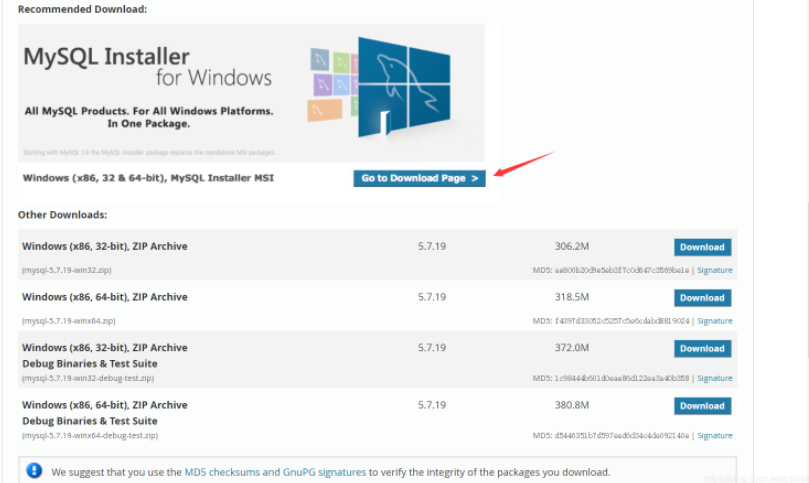 Recommended Download:
MySQL Installer
for Windows
All MySQL Products. For All Windows Platforms.
In One Package.
Starting with MySQL 5.6 the MySQL Installer package replaces the standalone MSI packages.
Windows (x86, 32 & 64-bit), MySQL Installer MSI Go to Download Page >
Other Downloads:
Windows (x86, 32-bit), ZIP Archive 5.7.19 306.2M Download
(mysql-5.7.19-win32.zip) MD5: | Signature
Windows (x86, 64-bit), ZIP Archive 5.7.19 318.5M Download
(mysql-5.7.19-winx64.zip) MD5: f4397d33052c5257c5e6cdabd8819024 | Signature
Windows (x86, 32-bit), ZIP Archive 5.7.19 372.0M Download
Debug Binaries & Test Suite
(mysql-5.7.19-win32-debug-test.zip) MD5: 1c98444b601d0eae86d122ea3a40b358 | Signature
Windows (x86, 64-bit), ZIP Archive 5.7.19 380.8M Download
Debug Binaries & Test Suite
(mysql-5.7.19-winx64-debug-test.zip) MD5: d5446351b7d597ead6d34c4de092140e | Signature
We suggest that you use the MD5 checksums and GnuPG signatures to verify the integrity of the packages you download.